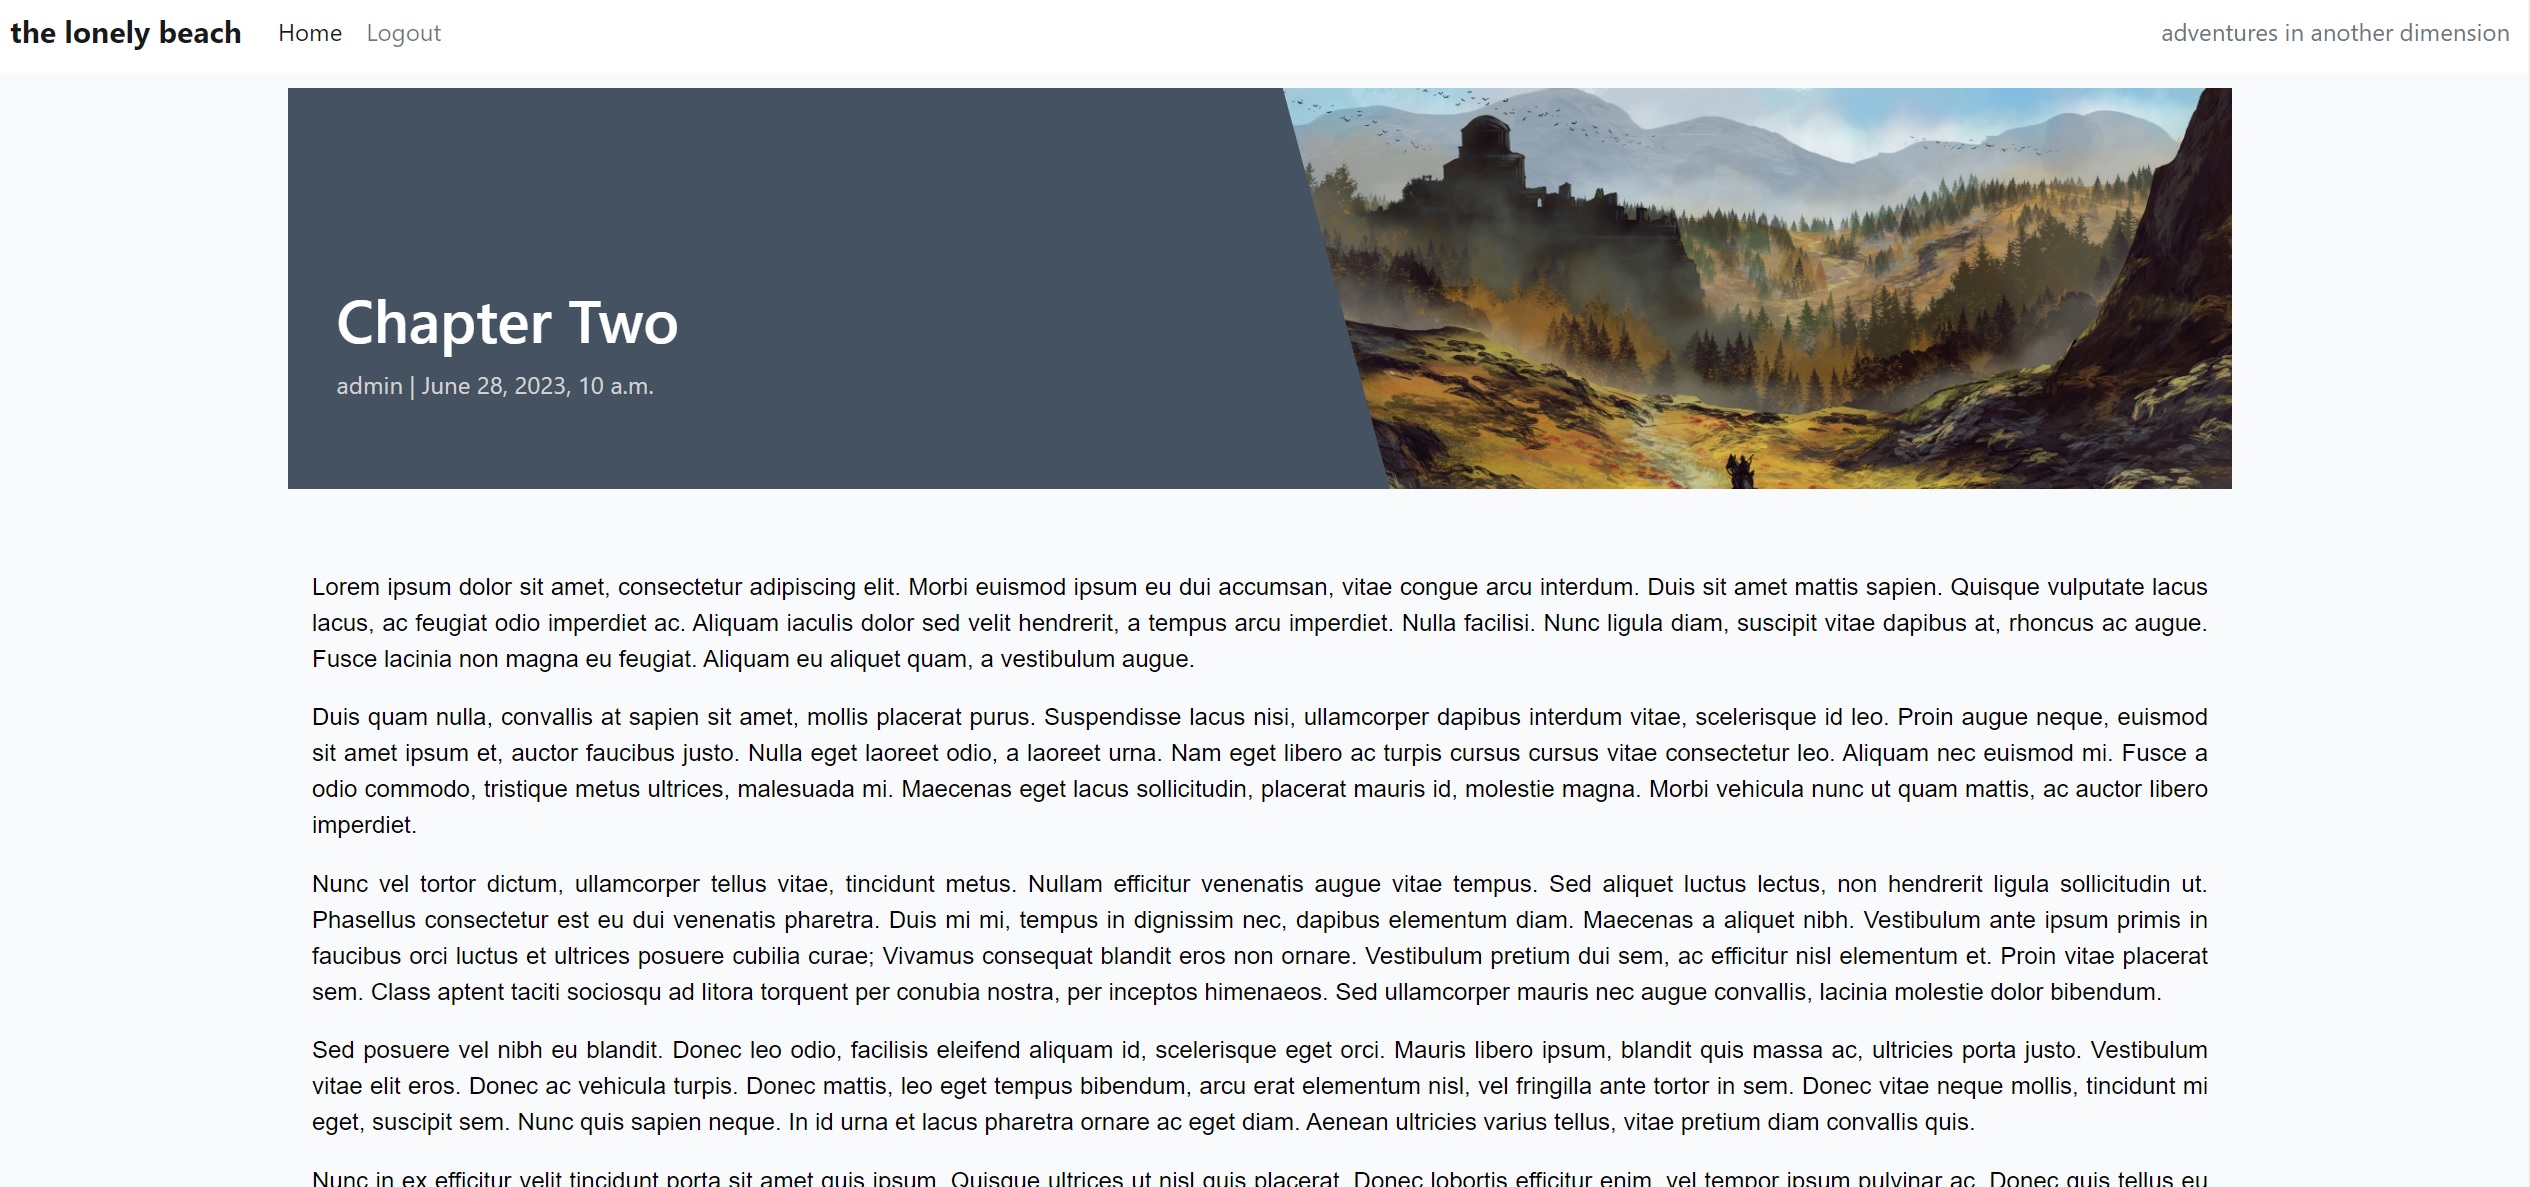 the lonely beach Home Logout adventures in another dimension
Chapter Two
admin | June 28, 2023, 10 a.m.
Lorem ipsum dolor sit amet, consectetur adipiscing elit. Morbi euismod ipsum eu dui accumsan, vitae congue arcu interdum. Duis sit amet mattis sapien. Quisque vulputate lacus
lacus, ac feugiat odio imperdiet ac. Aliquam iaculis dolor sed velit hendrerit, a tempus arcu imperdiet. Nulla facilisi. Nunc ligula diam, suscipit vitae dapibus at, rhoncus ac augue.
Fusce lacinia non magna eu feugiat. Aliquam eu aliquet quam, a vestibulum augue.
Duis quam nulla, convallis at sapien sit amet, mollis placerat purus. Suspendisse lacus nisi, ullamcorper dapibus interdum vitae, scelerisque id leo. Proin augue neque, euismod
sit amet ipsum et, auctor faucibus justo. Nulla eget laoreet odio, a laoreet urna. Nam eget libero ac turpis cursus cursus vitae consectetur leo. Aliquam nec euismod mi. Fusce a
odio commodo, tristique metus ultrices, malesuada mi. Maecenas eget lacus sollicitudin, placerat mauris id, molestie magna. Morbi vehicula nunc ut quam mattis, ac auctor libero
imperdiet.
Nunc vel tortor dictum, ullamcorper tellus vitae, tincidunt metus. Nullam efficitur venenatis augue vitae tempus. Sed aliquet luctus lectus, non hendrerit ligula sollicitudin ut.
Phasellus consectetur est eu dui venenatis pharetra. Duis mi mi, tempus in dignissim nec, dapibus elementum diam. Maecenas a aliquet nibh. Vestibulum ante ipsum primis in
faucibus orci luctus et ultrices posuere cubilia curae; Vivamus consequat blandit eros non ornare. Vestibulum pretium dui sem, ac efficitur nisl elementum et. Proin vitae placerat
sem. Class aptent taciti sociosqu ad litora torquent per conubia nostra, per inceptos himenaeos. Sed ullamcorper mauris nec augue convallis, lacinia molestie dolor bibendum.
Sed posuere vel nibh eu blandit. Donec leo odio, facilisis eleifend aliquam id, scelerisque eget orci. Mauris libero ipsum, blandit quis massa ac, ultricies porta justo. Vestibulum
vitae elit eros. Donec ac vehicula turpis. Donec mattis, leo eget tempus bibendum, arcu erat elementum nisl, vel fringilla ante tortor in sem. Donec vitae neque mollis, tincidunt mi
eget, suscipit sem. Nunc quis sapien neque. In id urna et lacus pharetra ornare ac eget diam. Aenean ultricies varius tellus, vitae pretium diam convallis quis.
Nunc in ex efficitur velit tincidunt porta sit amet quis ipsum. Quisque ultrices ut nisl quis placerat. Donec lobortis efficitur enim, vel tempor ipsum pulvinar ac. Donec quis tellus eu